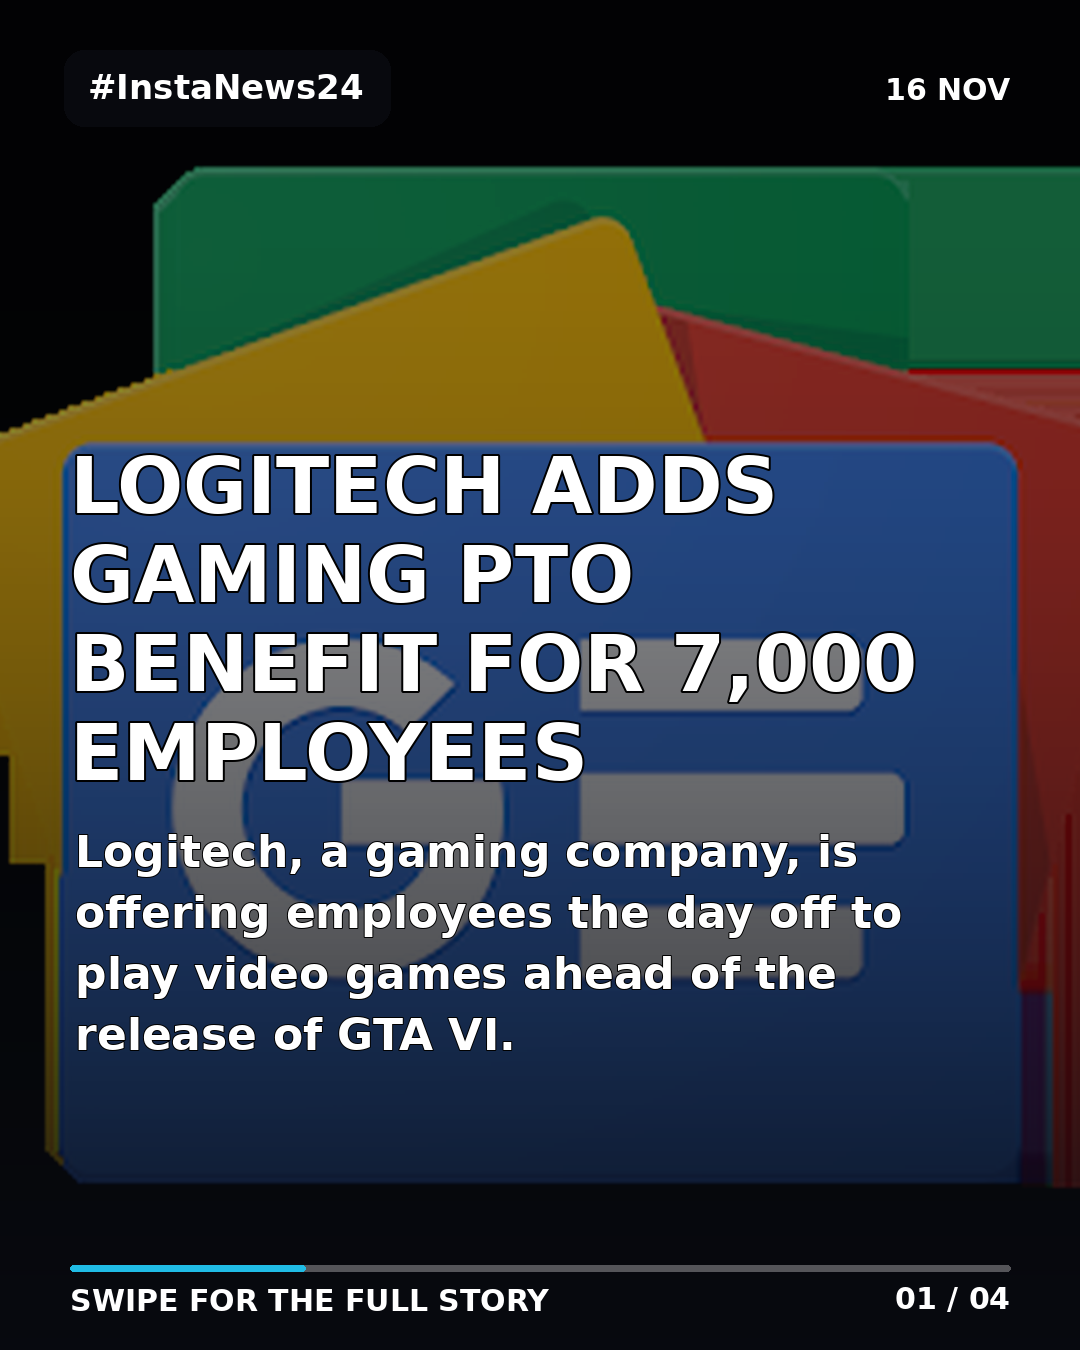 #InstaNews24
16 NOV
LOGITECH ADDS
GAMING PTO
BENEFIT FOR 7,000
EMPLOYEES
Logitech, a gaming company, is
offering employees the day off to
play video games ahead of the
release of GTA VI.
GE
SWIPE FOR THE FULL STORY
01 / 04